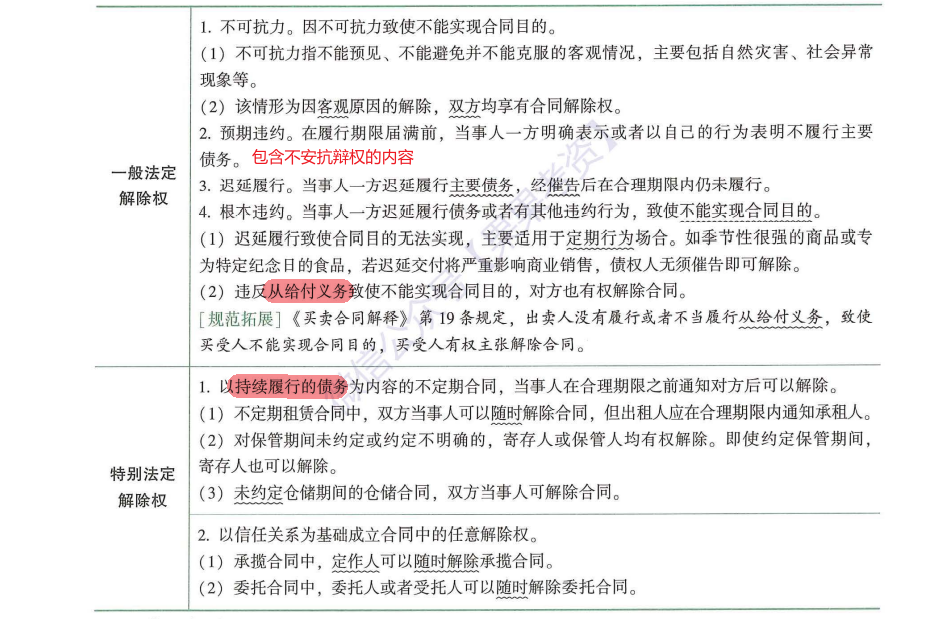 1. 不可抗力。因不可抗力致使不能实现合同目的。
(1) 不可抗力指不能预见、不能避免并不能克服的客观情况，主要包括自然灾害、社会异常
现象等。
(2) 该情形为因客观原因的解除，双方均享有合同解除权。
2. 预期违约。在履行期限届满前，当事人一方明确表示或者以自己的行为表明不履行主要
债务。 包含不安抗辩权的内容
一般法定
解除权
3. 迟延履行。当事人一方迟延履行主要债务，经催告后在合理期限内仍未履行。
4. 根本违约。当事人一方迟延履行债务或者有其他违约行为，致使不能实现合同目的。
(1) 迟延履行致使合同目的无法实现，主要适用于定期行为场合。如季节性很强的商品或专
为特定纪念日的食品，若迟延交付将严重影响商业销售，债权人无须催告即可解除。
(2) 违反从给付义务致使不能实现合同目的，对方也有权解除合同。
[规范拓展]《买卖合同解释》第 19 条规定，出卖人没有履行或者不当履行从给付义务，致使
买受人不能实现合同目的，买受人有权主张解除合同。
1. 以持续履行的债务为内容的不定期合同，当事人在合理期限之前通知对方后可以解除。
(1) 不定期租赁合同中，双方当事人可以随时解除合同，但出租人应在合理期限内通知承租人。
(2) 对保管期间未约定或约定不明确的，寄存人或保管人均有权解除。即使约定保管期间，
寄存人也可以解除。
特别法定
解除权
(3) 未约定仓储期间的仓储合同，双方当事人可解除合同。
2. 以信任关系为基础成立合同中的任意解除权。
(1) 承揽合同中，定作人可以随时解除承揽合同。
(2) 委托合同中，委托人或者受托人可以随时解除委托合同。